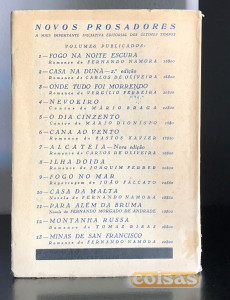 NOVOS PROSADORES
A MAIS IMPORTANTE INICIATIVA EDITORIAL DOS ÚLTIMOS TEMPOS
VOLUMES PUBLICADOS:
1—FOGO NA NOITE ESCURA
Romance de FERNANDO NAMORA
2—CASA NA DUNA—2.ª edição
Romance de CARLOS DE OLIVEIRA
3—ONDE TUDO FOI MORRENDO
Romance de VERGÍLIO FERREIRA
4—NEVOEIRO
Contos de MÁRIO BRAGA
5—O DIA CINZENTO
Contos de MÁRIO DIONÍSIO
6—CANA AO VENTO
Romance de BASTOS XAVIER
7—ALCATEIA—Nova edição
Romance de CARLOS DE OLIVEIRA
8—ILHA DOIDA
Romance de JOAQUIM FERRER
9—FOGO NO MAR
Reportagem de JOÃO FALCATO
10—CASA DA MALTA
Novela de FERNANDO NAMORA
11—PARA ALÉM DA BRUMA
FERNANDO MORGADO DE ANDRADE
12—MONTANHA RUSSA
Romance de TOMAZ RIBAS
13—MINAS DE SAN FRANCISCO
Romance de FERNANDO NAMORA
coisas